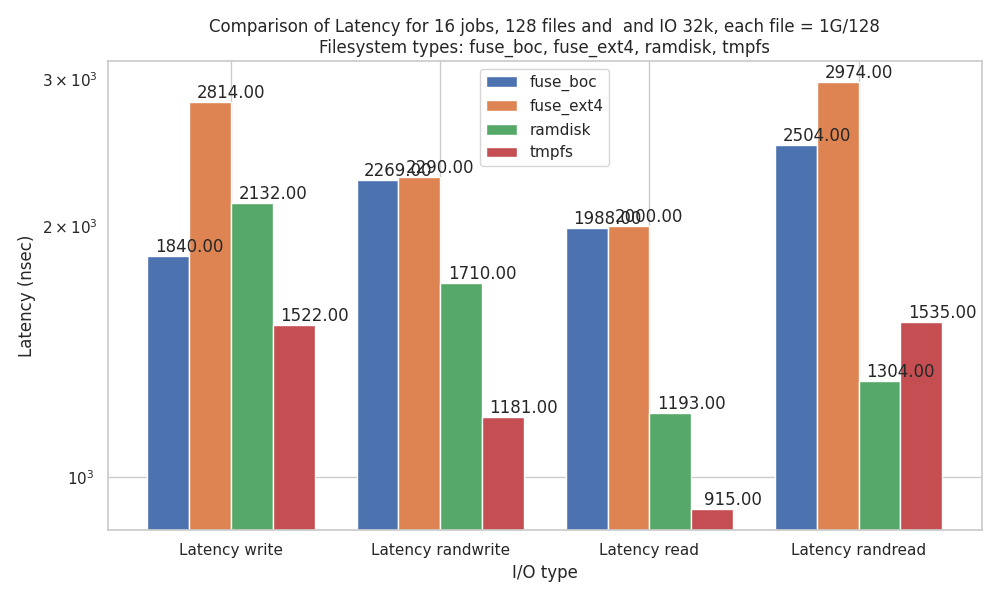 Comparison of Latency for 16 jobs, 128 files and  and IO 32k, each file = 1G/128
Filesystem types: fuse_boc, fuse_ext4, ramdisk, tmpfs
fuse_boc
fuse_ext4
ramdisk
tmpfs
Latency (nsec)
3 × 10³
2 × 10³
10³
1840.00
2814.00
2132.00
1522.00
2269.00
2290.00
1710.00
1181.00
1988.00
2000.00
1193.00
915.00
2504.00
2974.00
1304.00
1535.00
Latency write
Latency randwrite
Latency read
Latency randread
I/O type